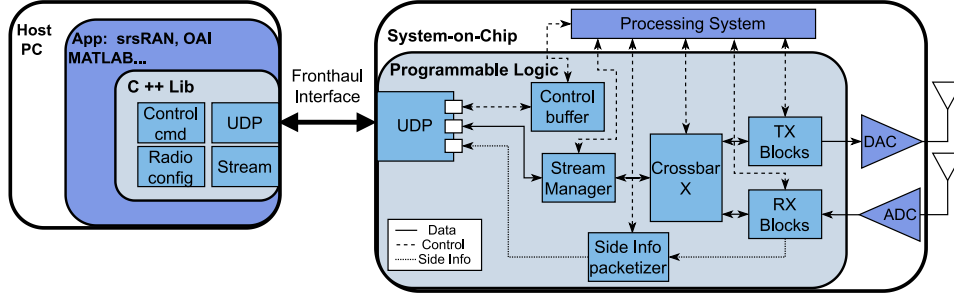 Host
PC
App: srsRAN, OAI
MATLAB...
C ++ Lib
Control
cmd
UDP
Radio
config
Stream
Fronthaul
Interface
System-on-Chip
Processing System
Programmable Logic
UDP
Control
buffer
Stream
Manager
Crossbar
X
TX
Blocks
RX
Blocks
DAC
ADC
Side Info
packetizer
Data
Control
Side Info